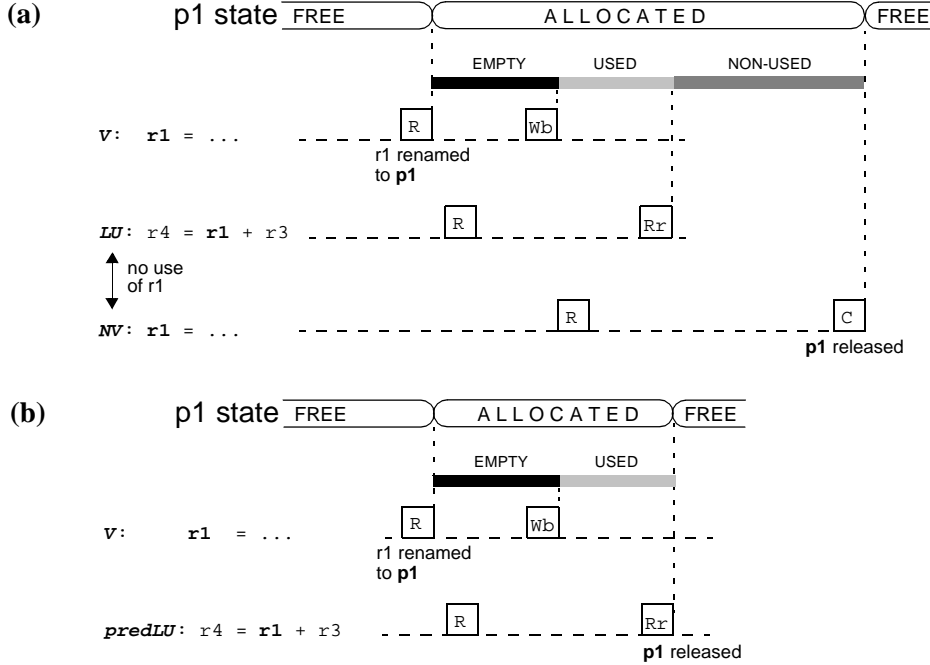 (a)
p1 state FREE ALLOCATED FREE
EMPTY USED NON-USED
V: r1 = ... R Wb
r1 renamed
to p1
LU: r4 = r1 + r3 R Rr
no use
of r1
NV: r1 = ... R C
p1 released
(b)
p1 state FREE ALLOCATED FREE
EMPTY USED
V: r1 = ... R Wb
r1 renamed
to p1
predLU: r4 = r1 + r3 R Rr
p1 released